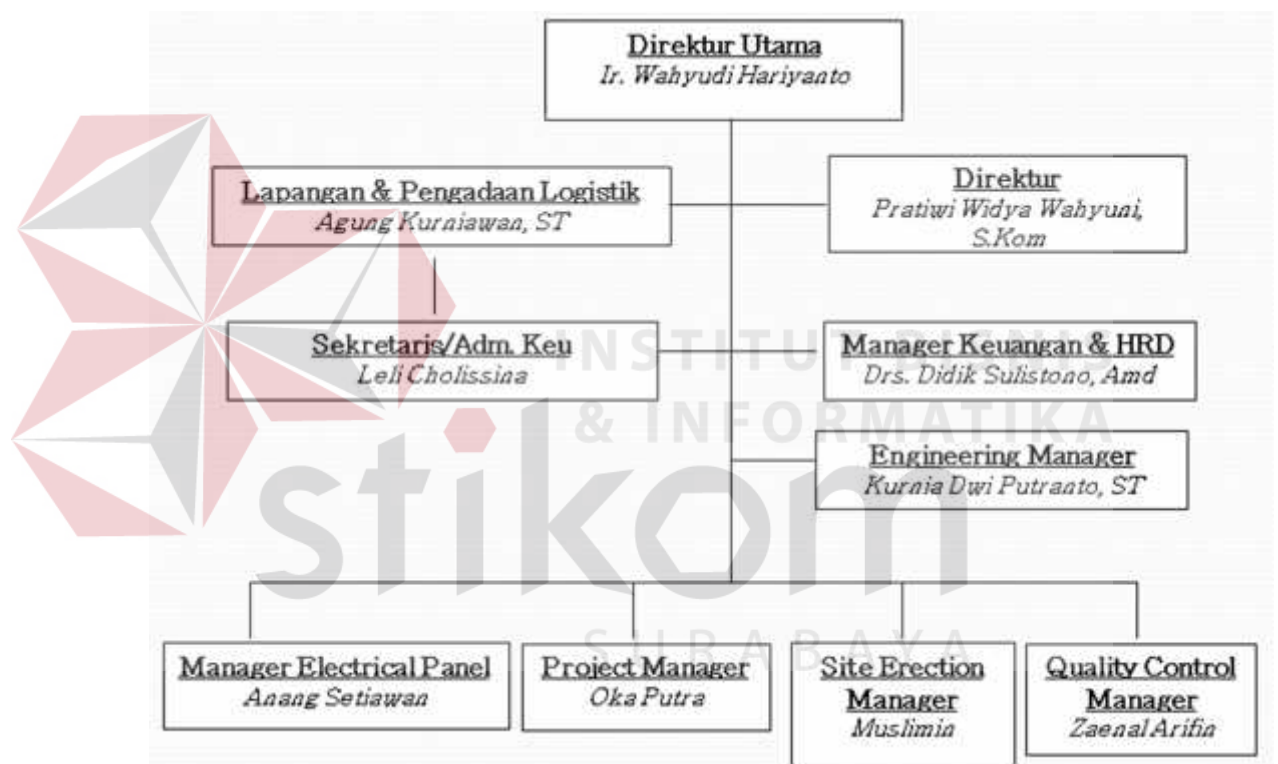 Direktur Utama
Ir. Wahyudi Hariyanto
Lapangan & Pengadaan Logistik
Agung Kurniawan, ST
Direktur
Pratiwi Widya Wahyuni,
S.Kom
Sekretaris/Adm. Keu
Leli Cholissina
Manager Keuangan & HRD
Drs. Didik Sulistono, Amd
Engineering Manager
Kurnia Dwi Putranto, ST
Manager Electrical Panel
Anang Setiawan
Project Manager
Oka Putra
Site Erection
Manager
Muslimin
Quality Control
Manager
Zaenal Arifin
INSTITUT BISNIS
& INFORMATIKA
stikom
SURABAYA